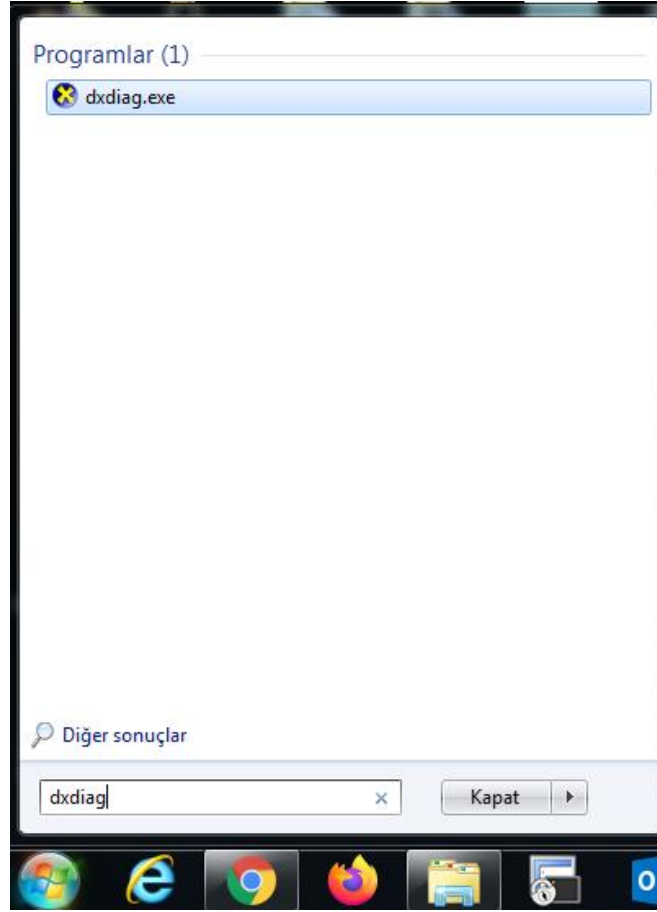 Programlar (1)
dxdiag.exe
Diğer sonuçlar
dxdiag
Kapat